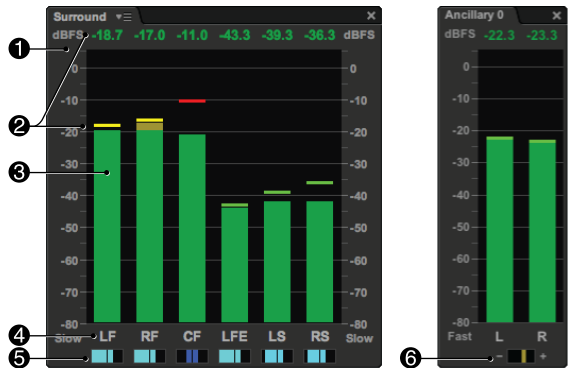 Surround
Ancillary 0
dBFS -18.7 -17.0 -11.0 -43.3 -39.3 -36.3 dBFS
dBFS -22.3 -23.3
1
0 0 0
-10 -10 -10
2
-20 -20 -20
3
-30 -30 -30
-40 -40 -40
-50 -50 -50
-60 -60 -60
-70 -70 -70
-80 -80 -80
4
Slow LF RF CF LFE LS RS Slow
Fast L R
5
6 − +